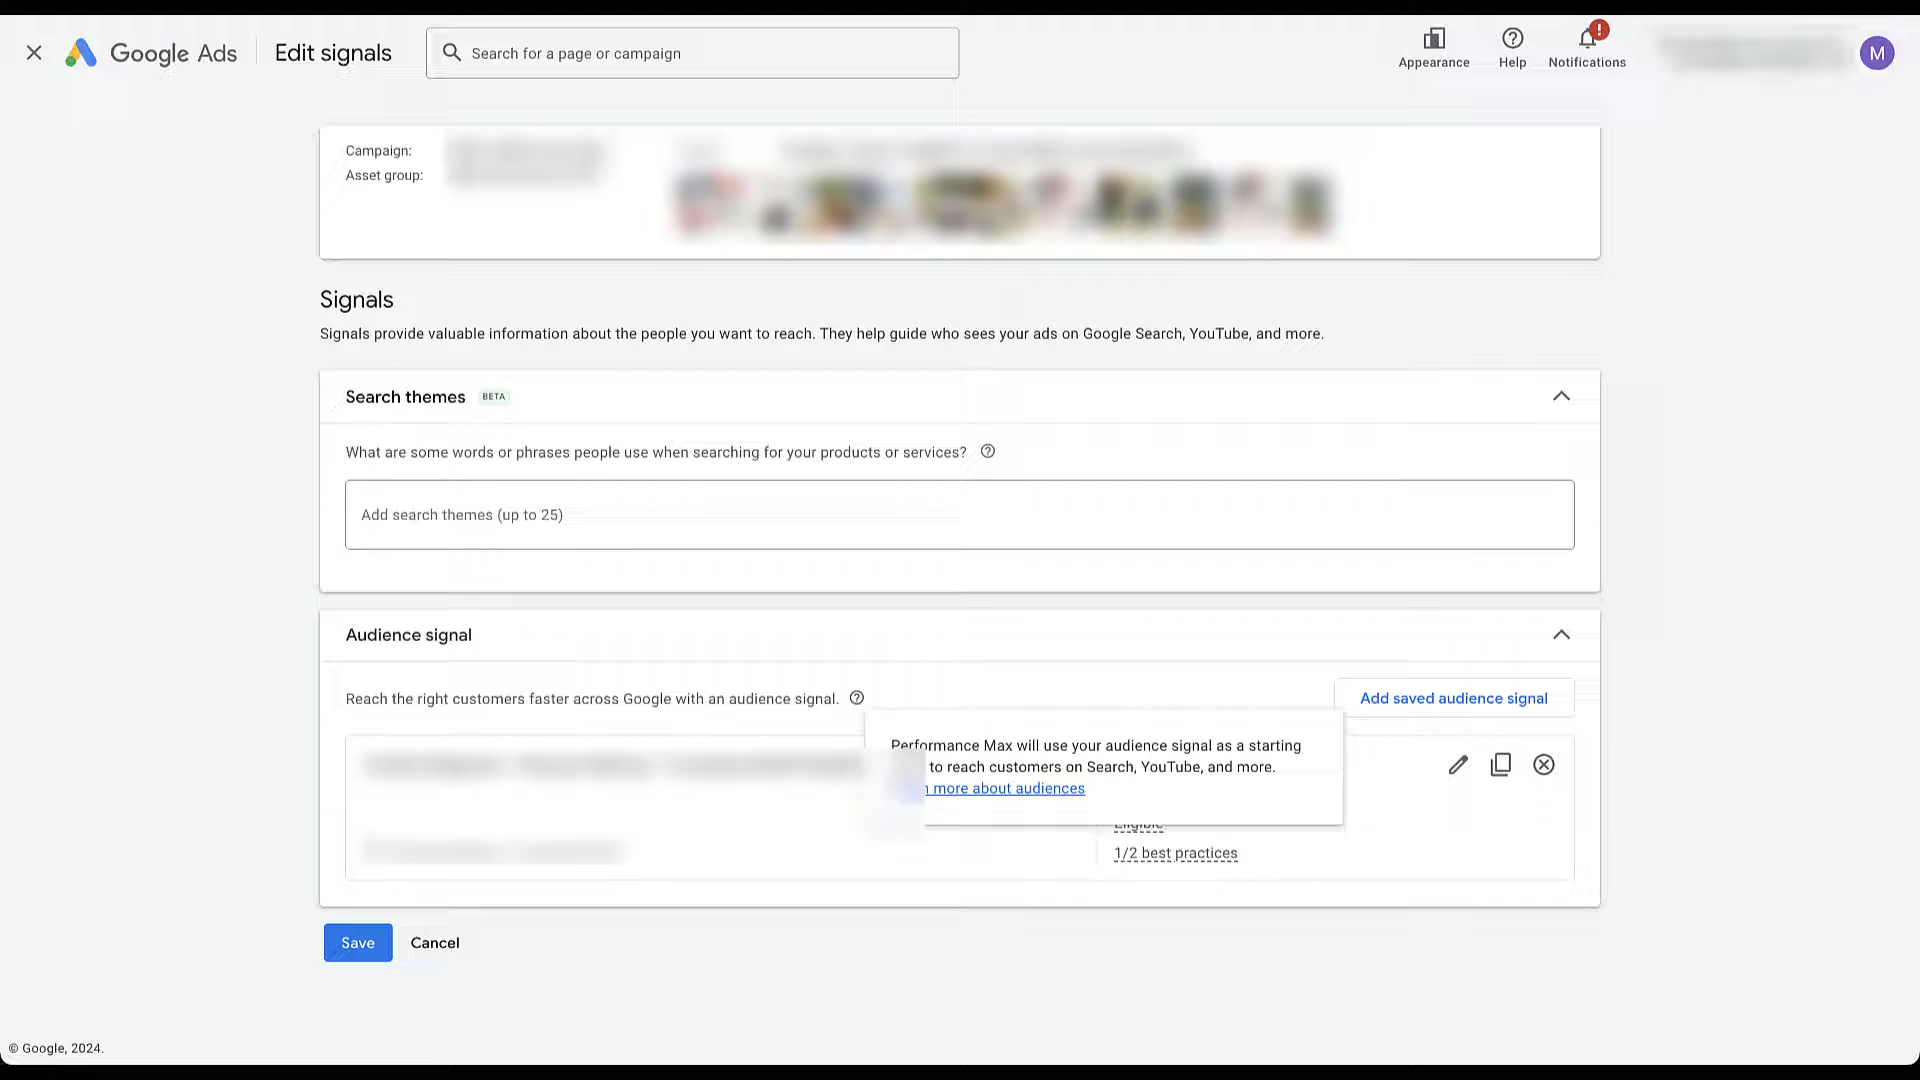 Google Ads
Edit signals
Search for a page or campaign
Appearance
Help
!
Notifications
M
Campaign:
Asset group:
Signals
Signals provide valuable information about the people you want to reach. They help guide who sees your ads on Google Search, YouTube, and more.
Search themes BETA
What are some words or phrases people use when searching for your products or services?
Add search themes (up to 25)
Audience signal
Reach the right customers faster across Google with an audience signal.
Add saved audience signal
Performance Max will use your audience signal as a starting
to reach customers on Search, YouTube, and more.
more about audiences
Eligible
1/2 best practices
Save
Cancel
© Google, 2024.